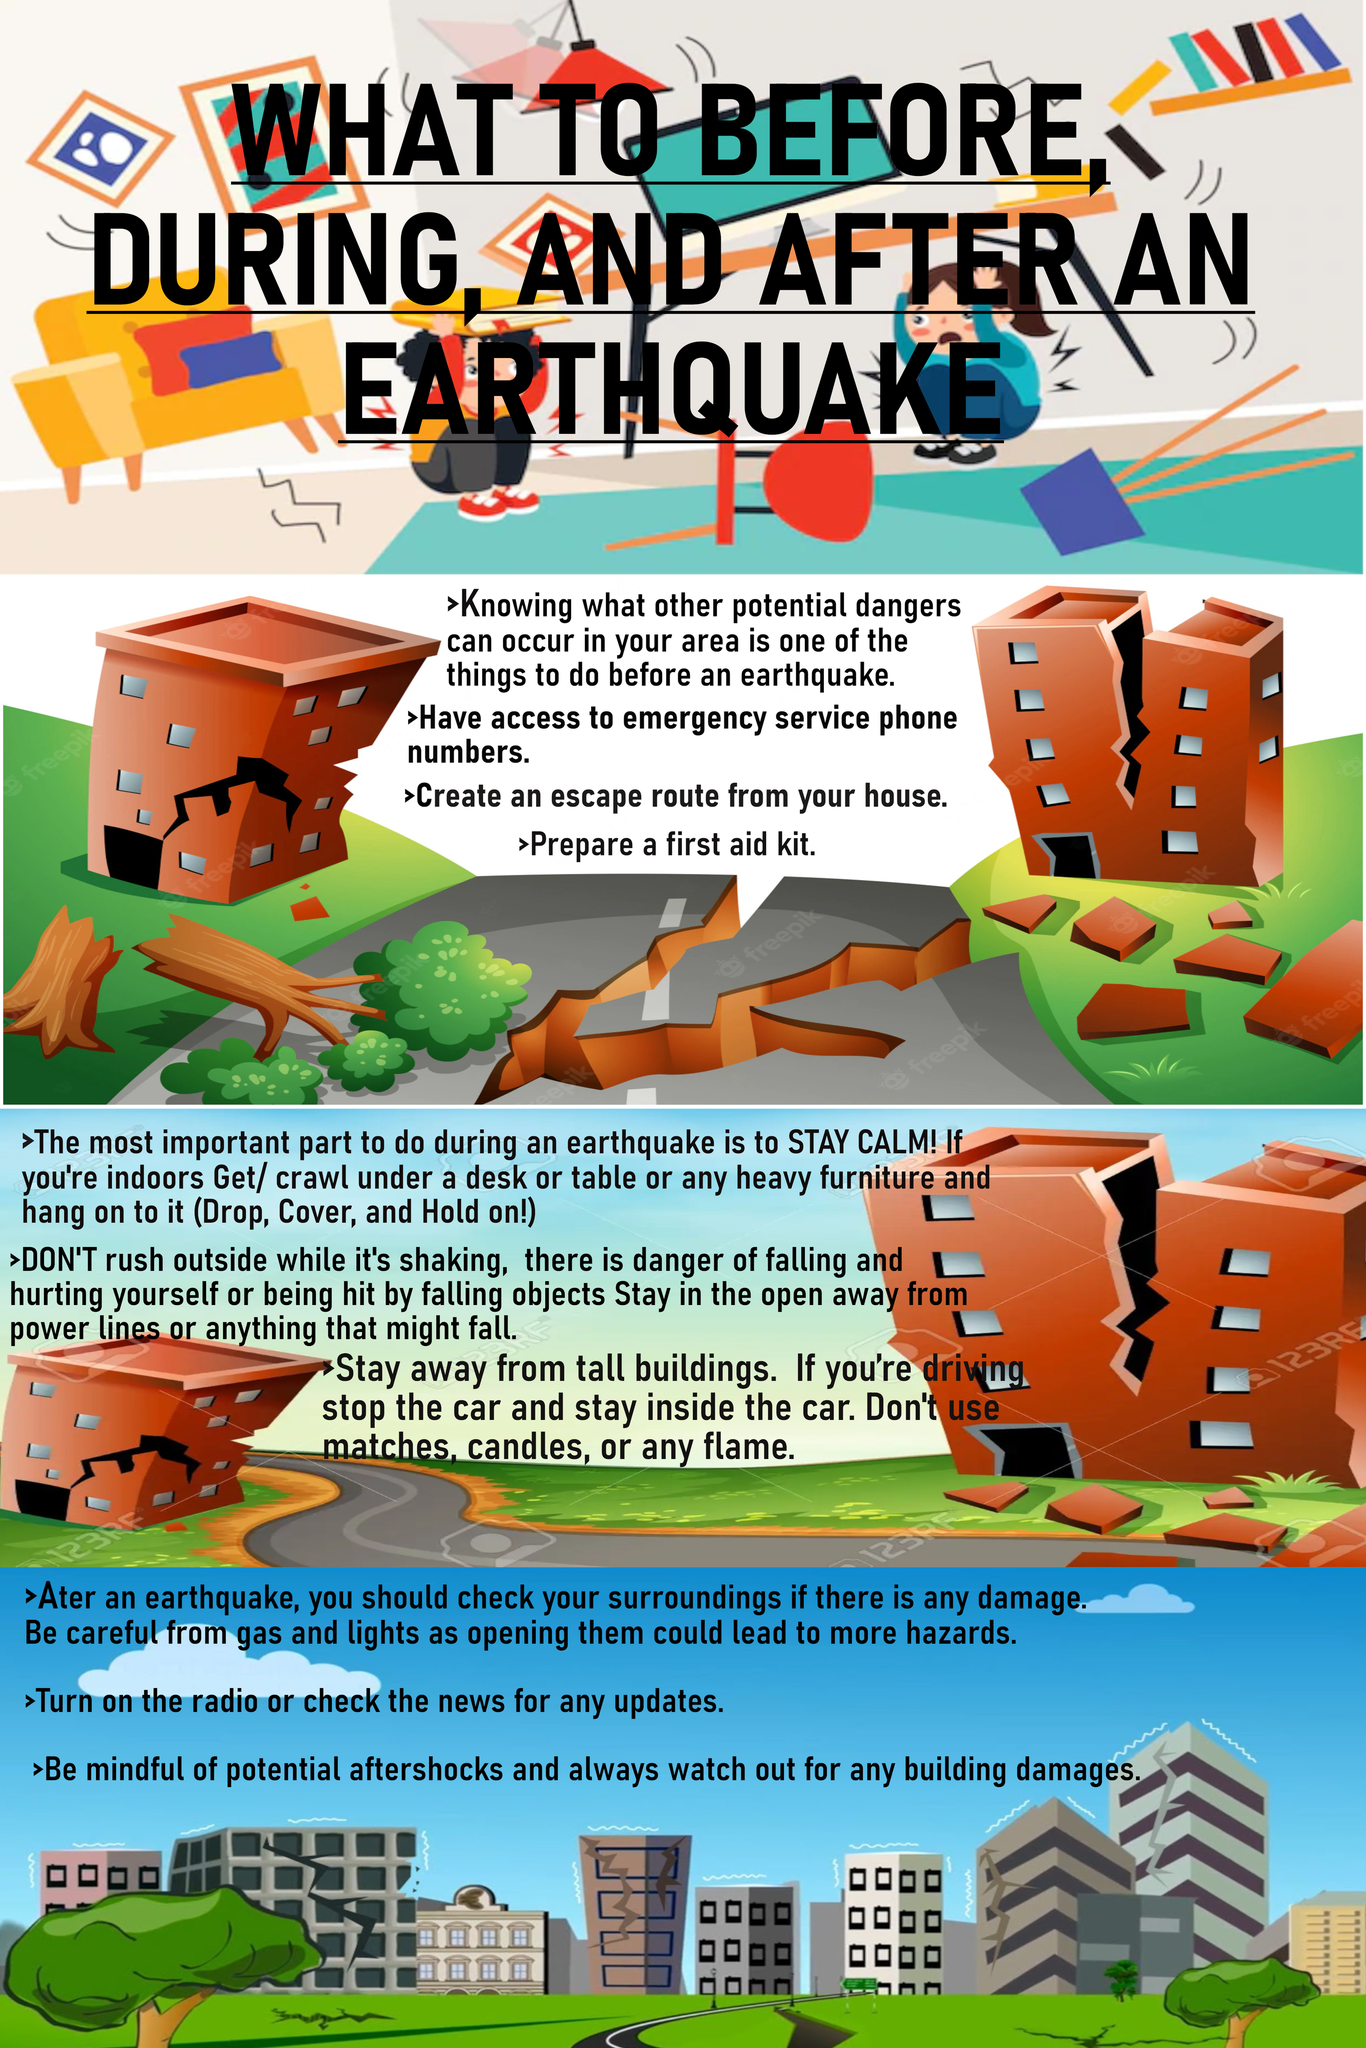 WHAT TO BEFORE,
DURING, AND AFTER AN
EARTHQUAKE
>Knowing what other potential dangers
can occur in your area is one of the
things to do before an earthquake.
>Have access to emergency service phone
numbers.
>Create an escape route from your house.
>Prepare a first aid kit.
freepik
freepik
freepik
freepik
freepik
>The most important part to do during an earthquake is to STAY CALM! If
you're indoors Get/ crawl under a desk or table or any heavy furniture and
hang on to it (Drop, Cover, and Hold on!)
>DON'T rush outside while it's shaking,  there is danger of falling and
hurting yourself or being hit by falling objects Stay in the open away from
power lines or anything that might fall.
>Stay away from tall buildings.  If you're driving
stop the car and stay inside the car. Don't use
matches, candles, or any flame.
123RF
123RF
123RF
>Ater an earthquake, you should check your surroundings if there is any damage.
Be careful from gas and lights as opening them could lead to more hazards.
>Turn on the radio or check the news for any updates.
>Be mindful of potential aftershocks and always watch out for any building damages.